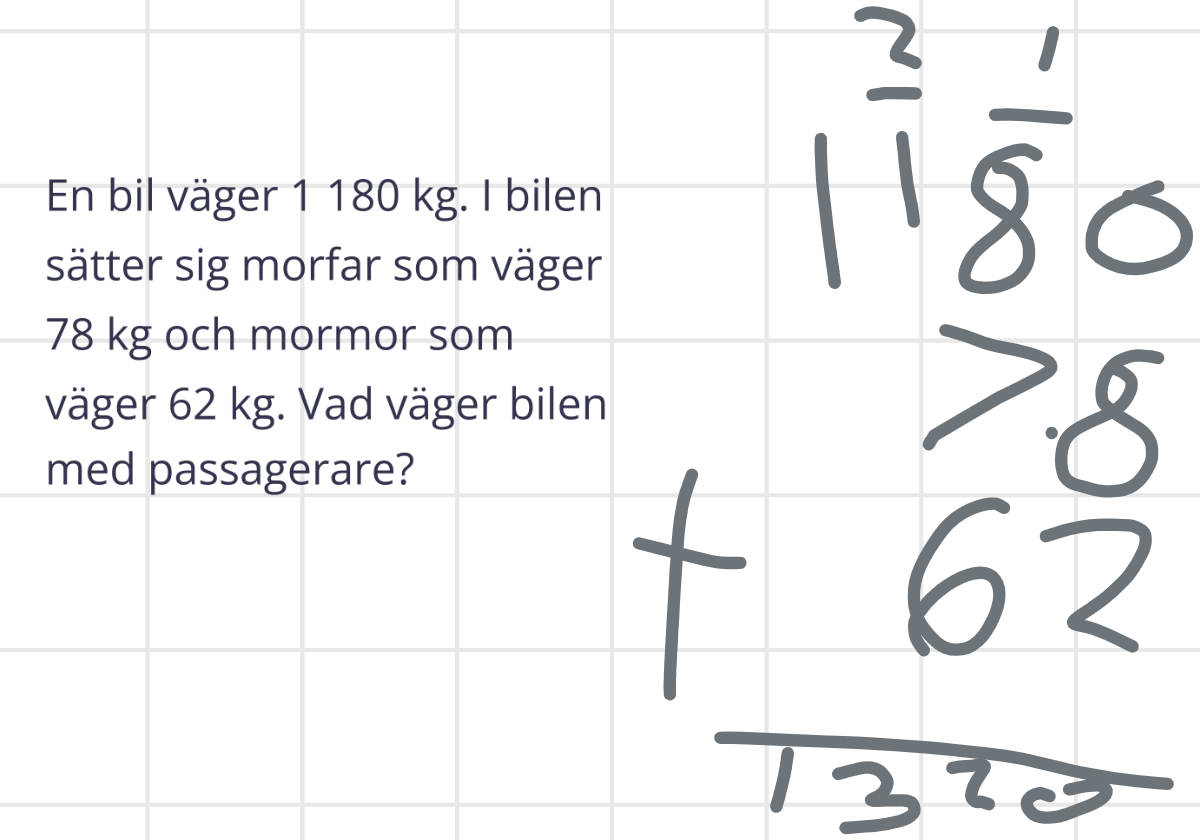 En bil väger 1 180 kg. I bilen
sätter sig morfar som väger
78 kg och mormor som
väger 62 kg. Vad väger bilen
med passagerare?
2 1
1180
78
+ 62
1320